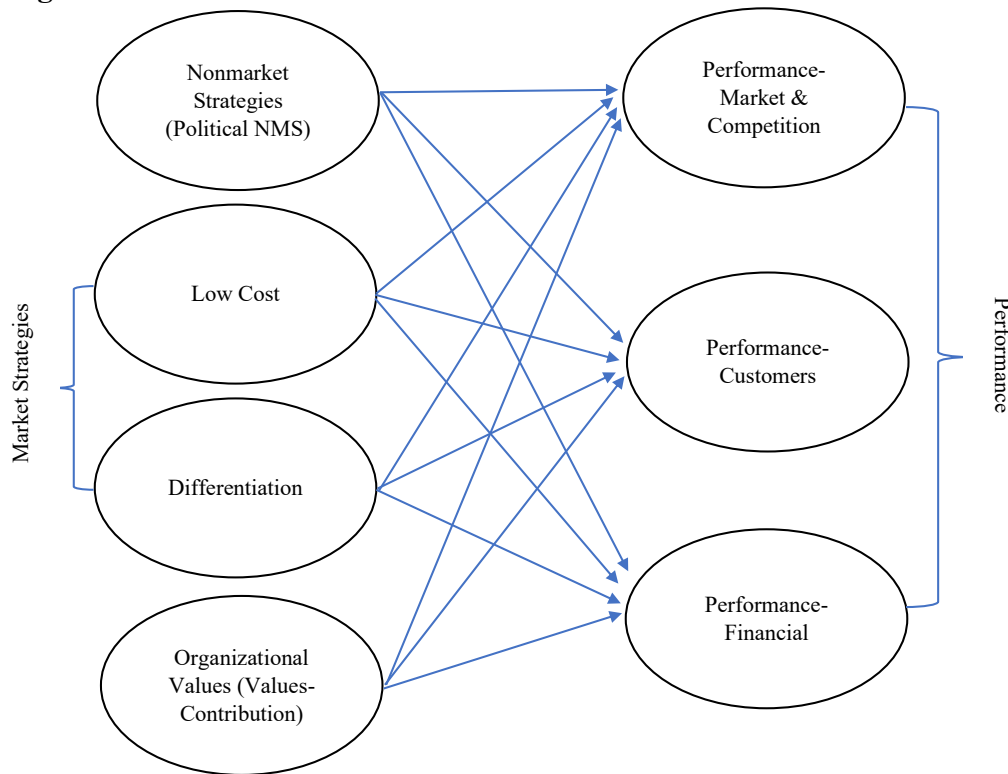 Nonmarket
Strategies
(Political NMS)
Low Cost
Differentiation
Organizational
Values (Values-
Contribution)
Market Strategies
Performance-
Market &
Competition
Performance-
Customers
Performance-
Financial
Performance